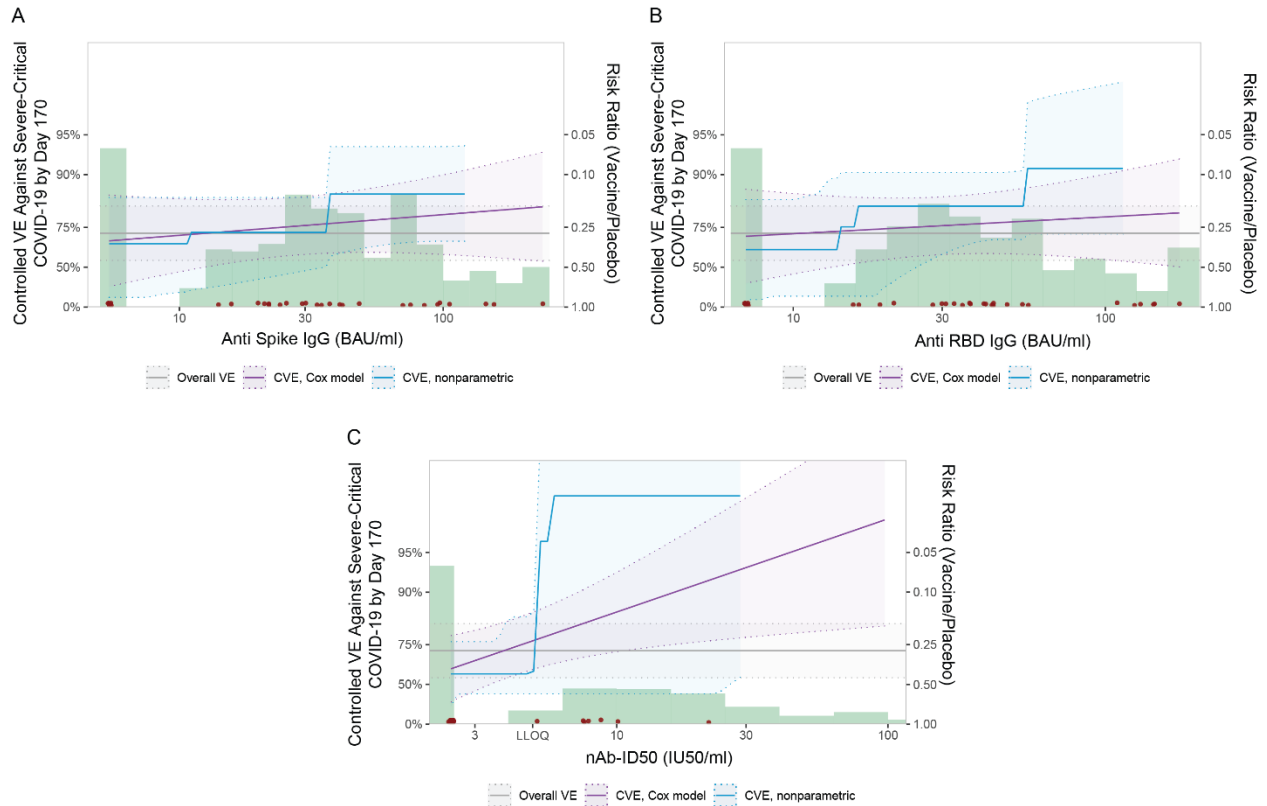 A
Controlled VE Against Severe-Critical
COVID-19 by Day 170
95%
90%
75%
50%
0%
0.05
0.10
0.25
0.50
1.00
Risk Ratio (Vaccine/Placebo)
10
30
100
Anti Spike IgG (BAU/ml)
Overall VE
CVE, Cox model
CVE, nonparametric
B
Controlled VE Against Severe-Critical
COVID-19 by Day 170
95%
90%
75%
50%
0%
0.05
0.10
0.25
0.50
1.00
Risk Ratio (Vaccine/Placebo)
10
30
100
Anti RBD IgG (BAU/ml)
Overall VE
CVE, Cox model
CVE, nonparametric
C
Controlled VE Against Severe-Critical
COVID-19 by Day 170
95%
90%
75%
50%
0%
0.05
0.10
0.25
0.50
1.00
Risk Ratio (Vaccine/Placebo)
3
LLOQ
10
30
100
nAb-ID50 (IU50/ml)
Overall VE
CVE, Cox model
CVE, nonparametric